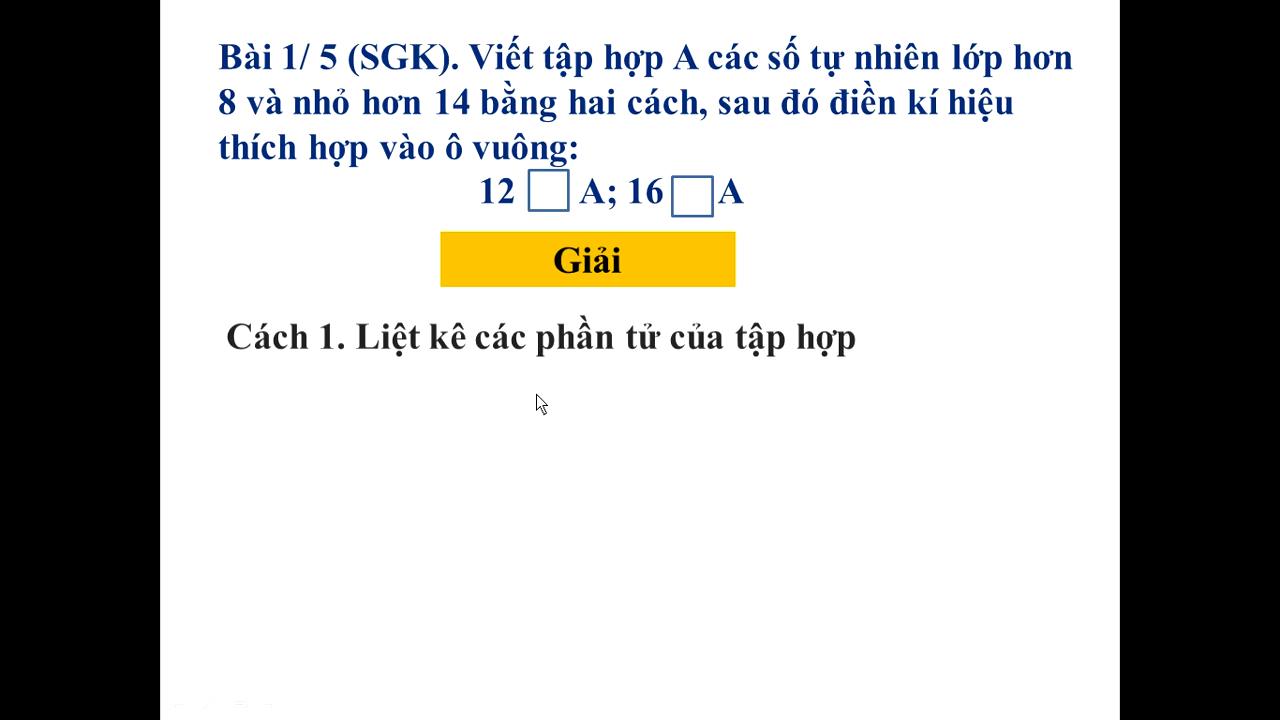 Bài 1/ 5 (SGK). Viết tập hợp A các số tự nhiên lớp hơn
8 và nhỏ hơn 14 bằng hai cách, sau đó điền kí hiệu
thích hợp vào ô vuông:
12 □ A; 16 □ A
Giải
Cách 1. Liệt kê các phần tử của tập hợp